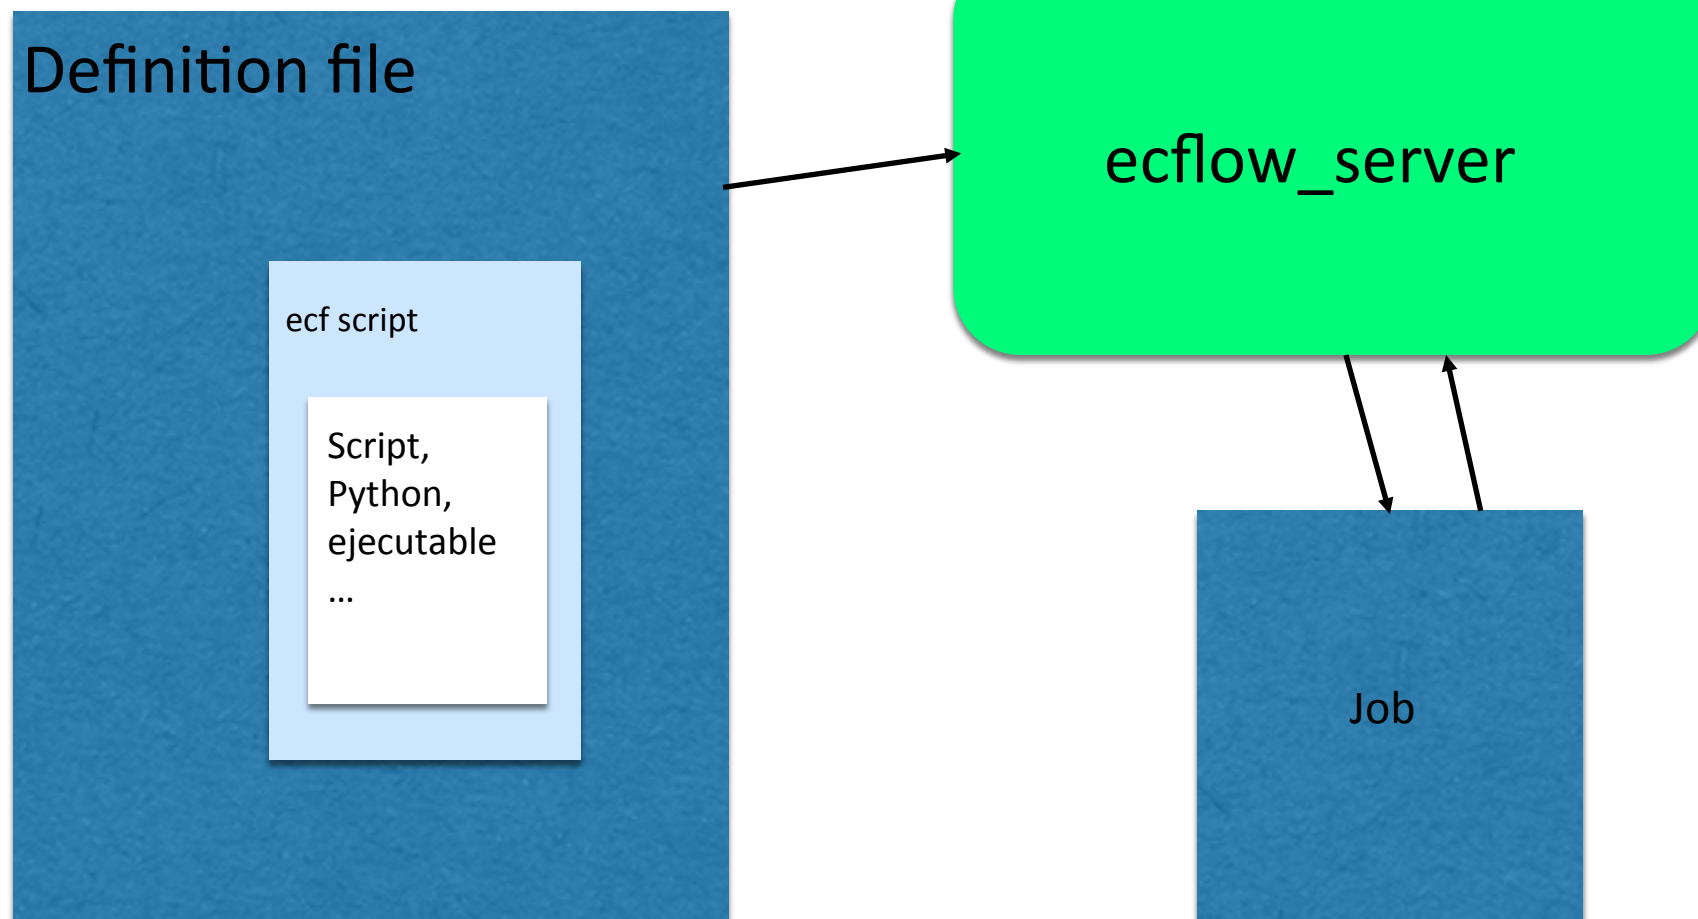 Definition file
ecflow_server
ecf script
Script,
Python,
ejecutable
...
Job